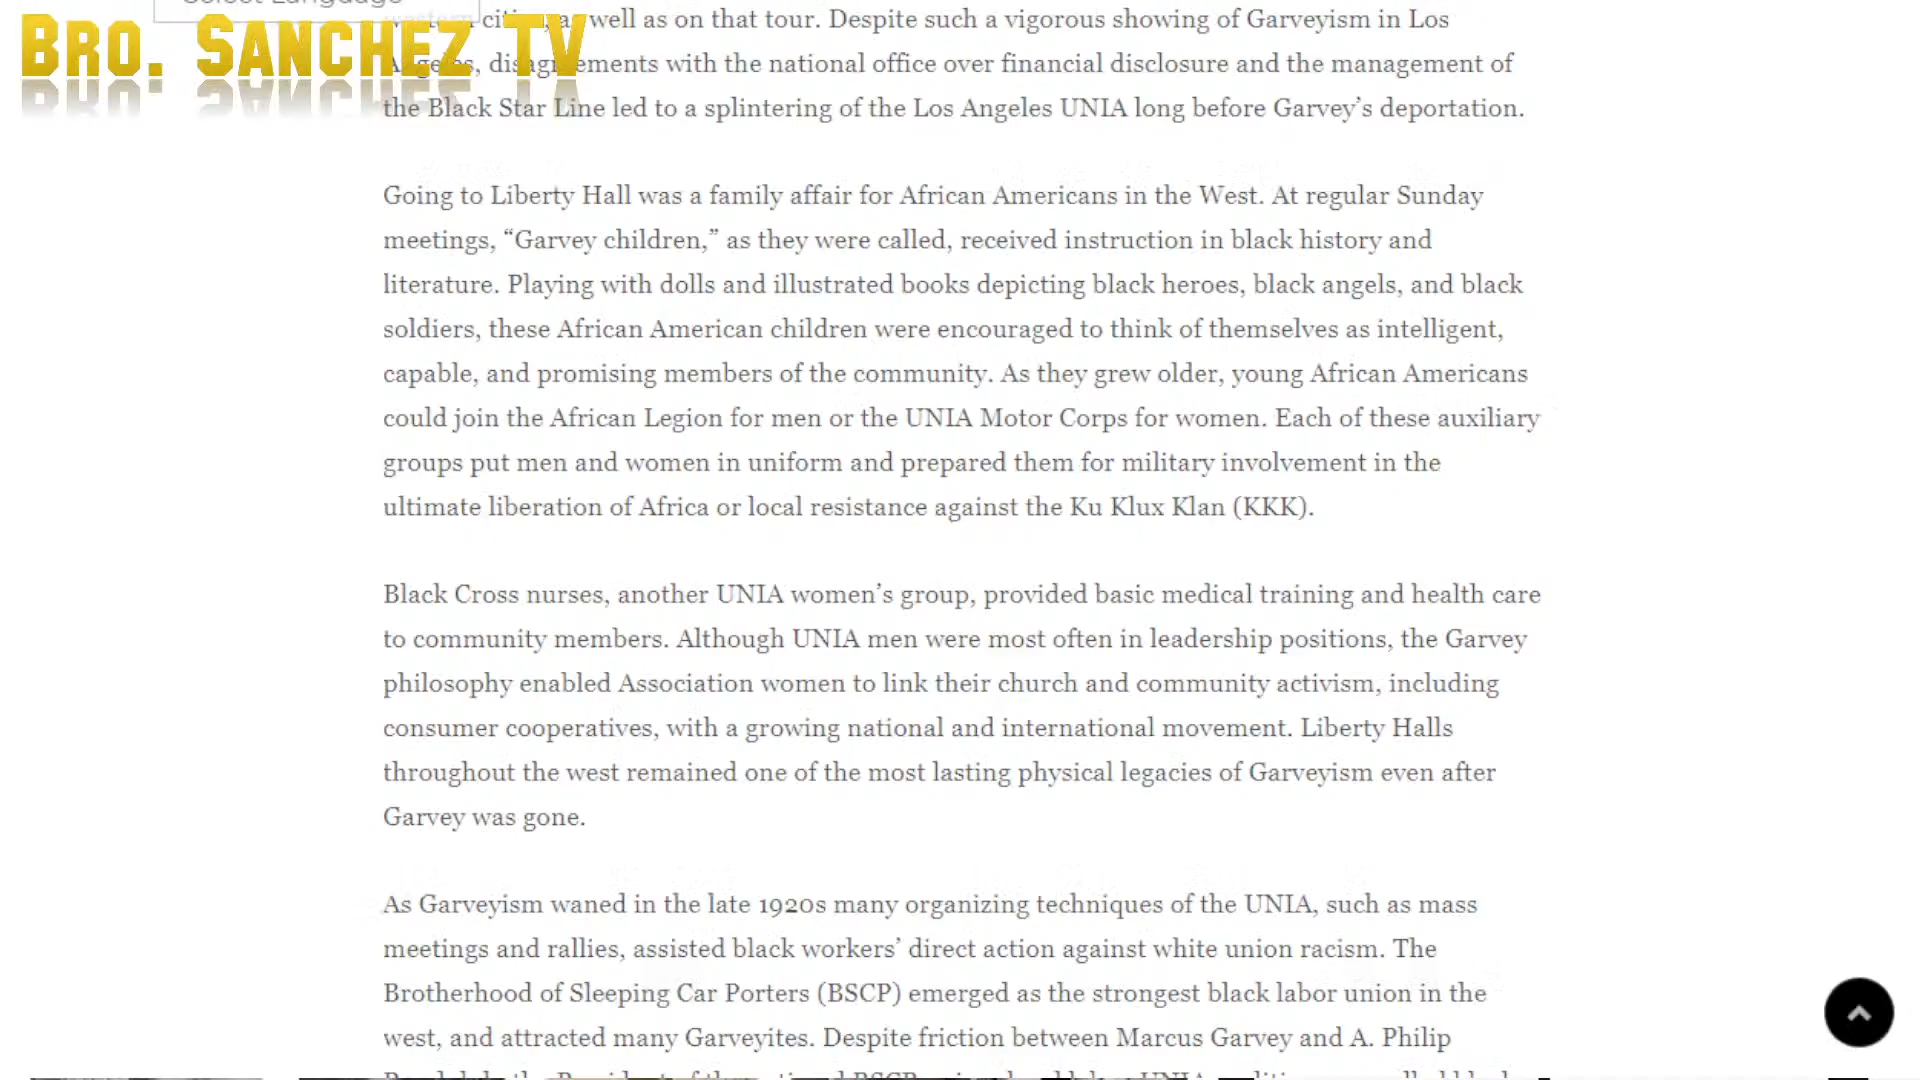 Select Language
BRO. SANCHEZ TV
western cities, as well as on that tour. Despite such a vigorous showing of Garveyism in Los
Angeles, disagreements with the national office over financial disclosure and the management of
the Black Star Line led to a splintering of the Los Angeles UNIA long before Garvey’s deportation.
Going to Liberty Hall was a family affair for African Americans in the West. At regular Sunday
meetings, “Garvey children,” as they were called, received instruction in black history and
literature. Playing with dolls and illustrated books depicting black heroes, black angels, and black
soldiers, these African American children were encouraged to think of themselves as intelligent,
capable, and promising members of the community. As they grew older, young African Americans
could join the African Legion for men or the UNIA Motor Corps for women. Each of these auxiliary
groups put men and women in uniform and prepared them for military involvement in the
ultimate liberation of Africa or local resistance against the Ku Klux Klan (KKK).
Black Cross nurses, another UNIA women’s group, provided basic medical training and health care
to community members. Although UNIA men were most often in leadership positions, the Garvey
philosophy enabled Association women to link their church and community activism, including
consumer cooperatives, with a growing national and international movement. Liberty Halls
throughout the west remained one of the most lasting physical legacies of Garveyism even after
Garvey was gone.
As Garveyism waned in the late 1920s many organizing techniques of the UNIA, such as mass
meetings and rallies, assisted black workers’ direct action against white union racism. The
Brotherhood of Sleeping Car Porters (BSCP) emerged as the strongest black labor union in the
west, and attracted many Garveyites. Despite friction between Marcus Garvey and A. Philip